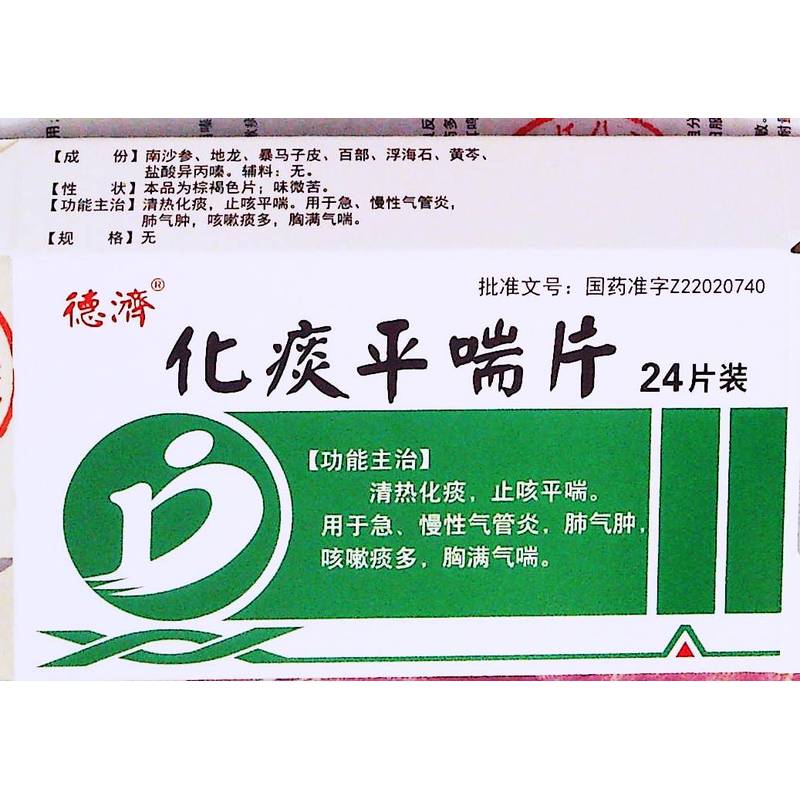 【成 份】南沙参、地龙、暴马子皮、百部、浮海石、黄芩、
盐酸异丙嗪。辅料：无。
【性 状】本品为棕褐色片；味微苦。
【功能主治】清热化痰，止咳平喘。用于急、慢性气管炎，
肺气肿，咳嗽痰多，胸满气喘。
【规 格】无
德濟®
批准文号：国药准字Z22020740
化痰平喘片
24片装
【功能主治】
清热化痰，止咳平喘。
用于急、慢性气管炎，肺气肿，
咳嗽痰多，胸满气喘。